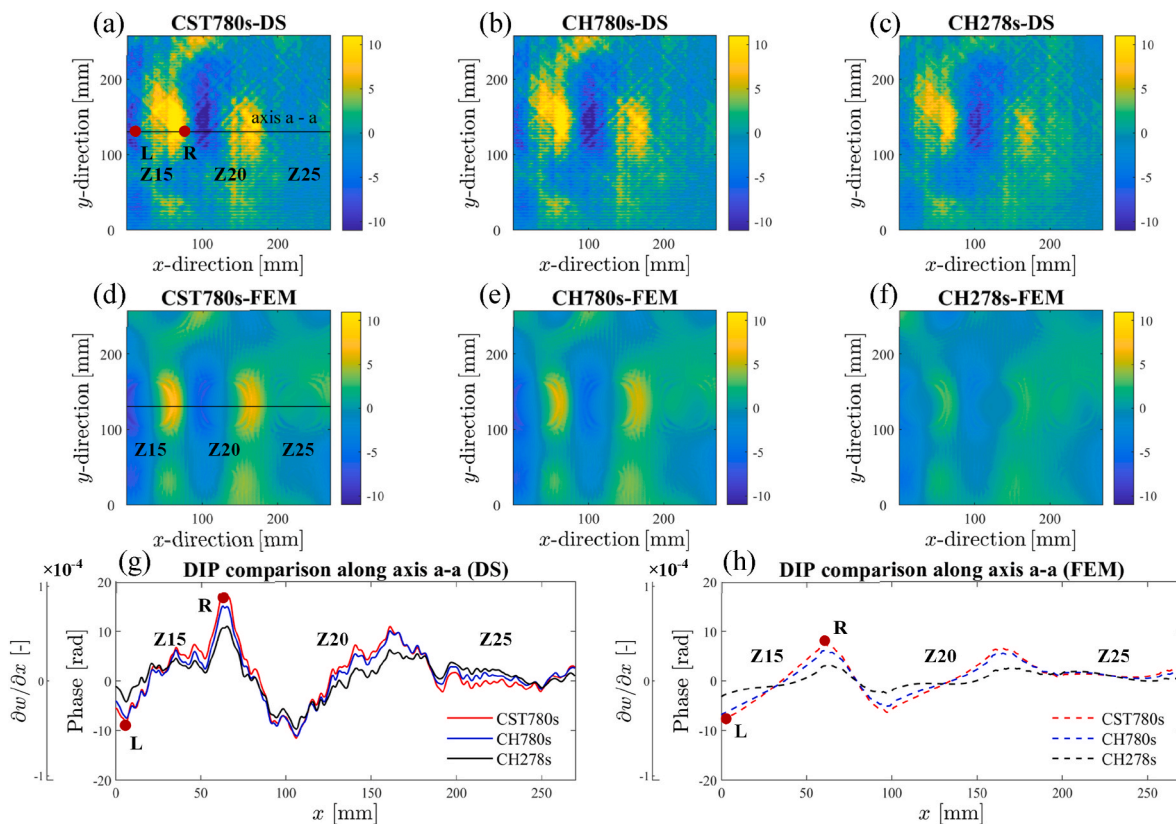 (a) CST780s-DS
(b) CH780s-DS
(c) CH278s-DS
y-direction [mm]
200
100
0
axis a - a
L R
Z15 Z20 Z25
100 200
x-direction [mm]
10
5
0
-5
-10
y-direction [mm]
200
100
0
100 200
x-direction [mm]
10
5
0
-5
-10
y-direction [mm]
200
100
0
100 200
x-direction [mm]
10
5
0
-5
-10
(d) CST780s-FEM
(e) CH780s-FEM
(f) CH278s-FEM
y-direction [mm]
200
100
0
Z15 Z20 Z25
100 200
x-direction [mm]
10
5
0
-5
-10
y-direction [mm]
200
100
0
100 200
x-direction [mm]
10
5
0
-5
-10
y-direction [mm]
200
100
0
100 200
x-direction [mm]
10
5
0
-5
-10
(g) DIP comparison along axis a-a (DS)
×10⁻⁴
∂w/∂x [-]
1
0
-1
Phase [rad]
20
10
0
-10
-20
R
Z15 Z20 Z25
L
CST780s
CH780s
CH278s
0 50 100 150 200 250
x [mm]
(h) DIP comparison along axis a-a (FEM)
×10⁻⁴
∂w/∂x [-]
1
0
-1
Phase [rad]
20
10
0
-10
-20
R
Z15 Z20 Z25
L
CST780s
CH780s
CH278s
0 50 100 150 200 250
x [mm]